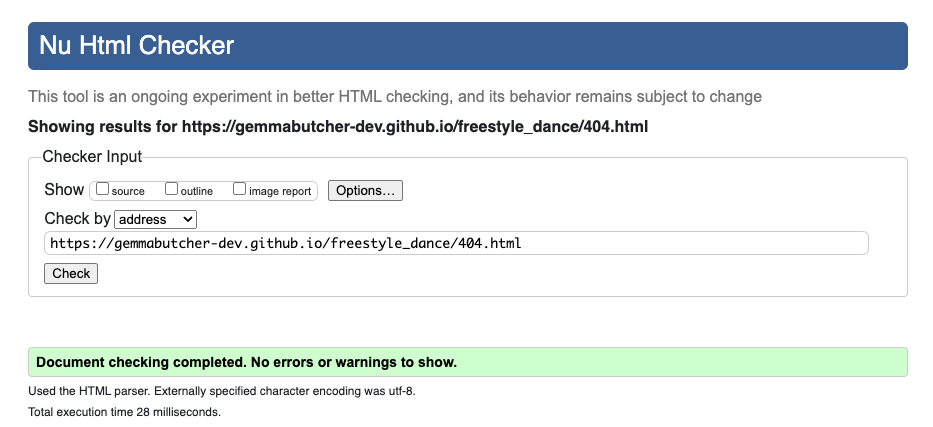 Nu Html Checker
This tool is an ongoing experiment in better HTML checking, and its behavior remains subject to change
Showing results for https://gemmabutcher-dev.github.io/freestyle_dance/404.html
Checker Input
Show source outline image report Options...
Check by address
https://gemmabutcher-dev.github.io/freestyle_dance/404.html
Check
Document checking completed. No errors or warnings to show.
Used the HTML parser. Externally specified character encoding was utf-8.
Total execution time 28 milliseconds.